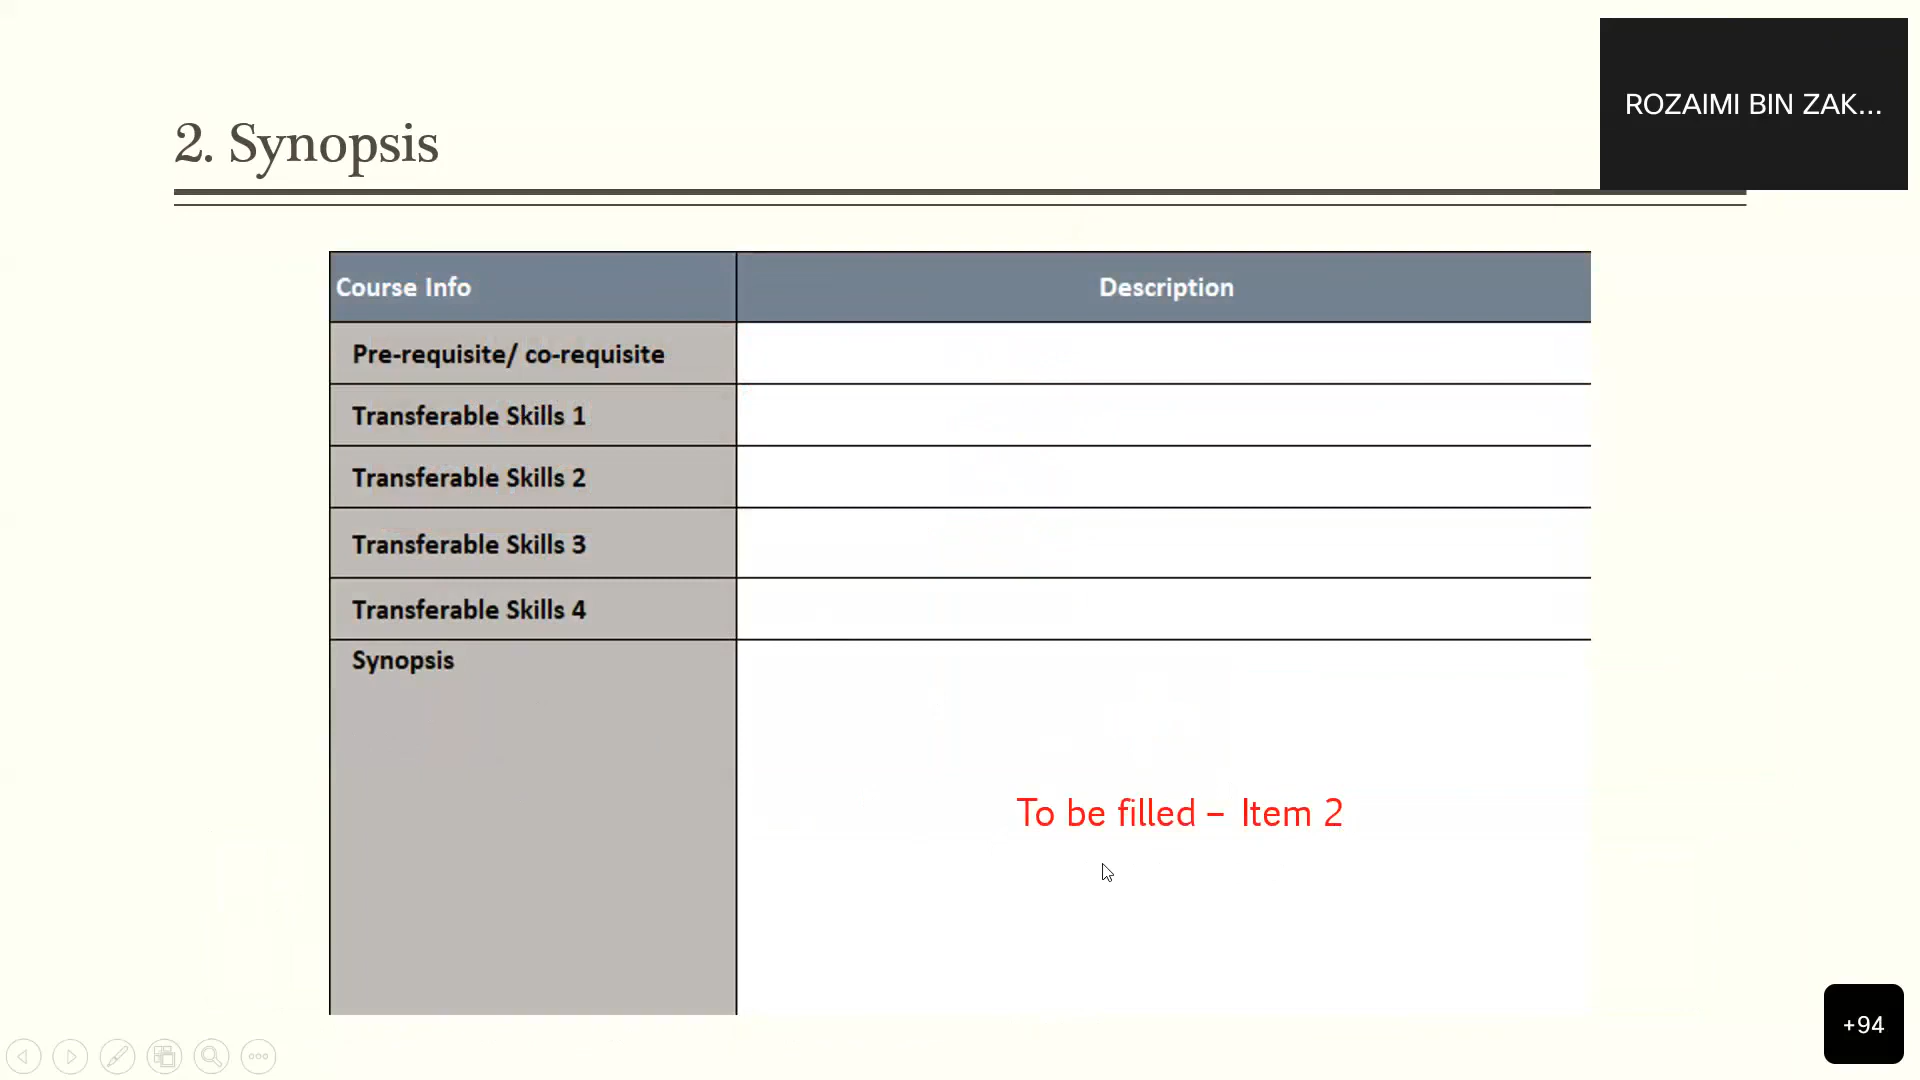 ROZAIMI BIN ZAK...
2. Synopsis
Course Info
Description
Pre-requisite/ co-requisite
Transferable Skills 1
Transferable Skills 2
Transferable Skills 3
Transferable Skills 4
Synopsis
To be filled – Item 2
+94